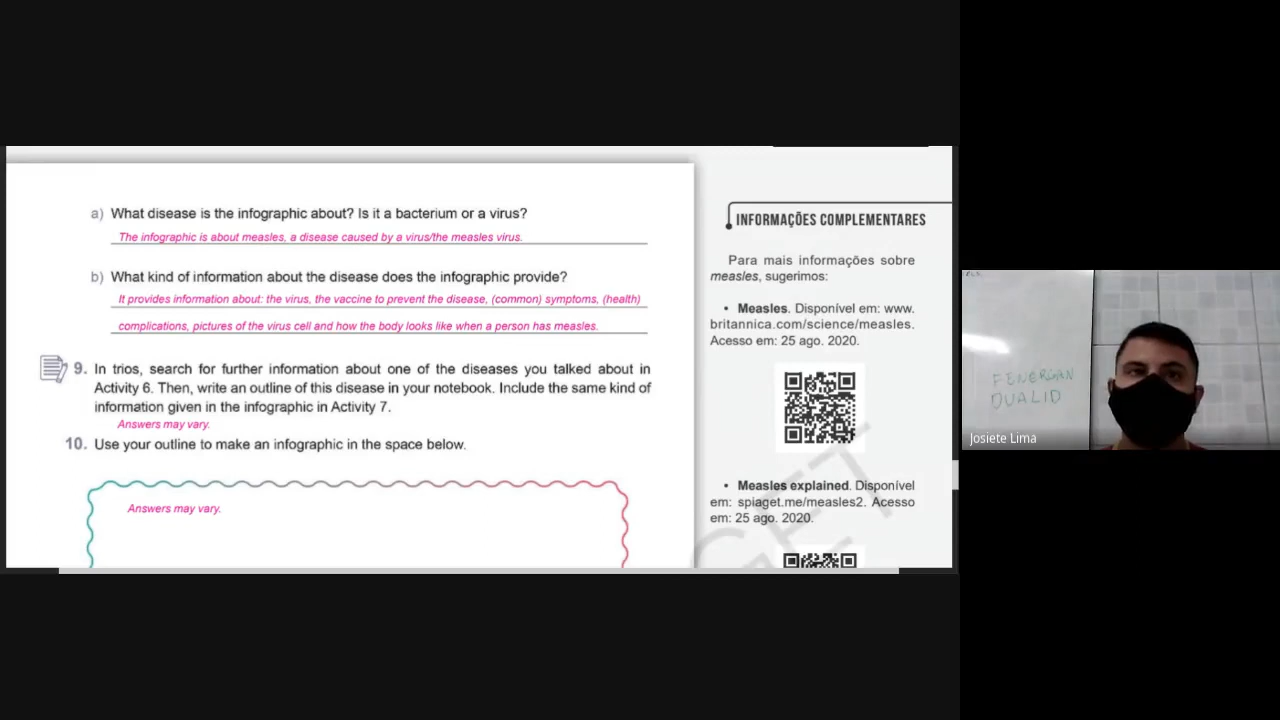 a) What disease is the infographic about? Is it a bacterium or a virus?
The infographic is about measles, a disease caused by a virus/the measles virus.
b) What kind of information about the disease does the infographic provide?
It provides information about: the virus, the vaccine to prevent the disease, (common) symptoms, (health)
complications, pictures of the virus cell and how the body looks like when a person has measles.
9. In trios, search for further information about one of the diseases you talked about in
Activity 6. Then, write an outline of this disease in your notebook. Include the same kind of
information given in the infographic in Activity 7.
Answers may vary.
10. Use your outline to make an infographic in the space below.
Answers may vary.
INFORMAÇÕES COMPLEMENTARES
Para mais informações sobre
measles, sugerimos:
• Measles. Disponível em: www.
britannica.com/science/measles.
Acesso em: 25 ago. 2020.
• Measles explained. Disponível
em: spiaget.me/measles2. Acesso
em: 25 ago. 2020.
GET
FENERGAN
DUALID
Josiete Lima